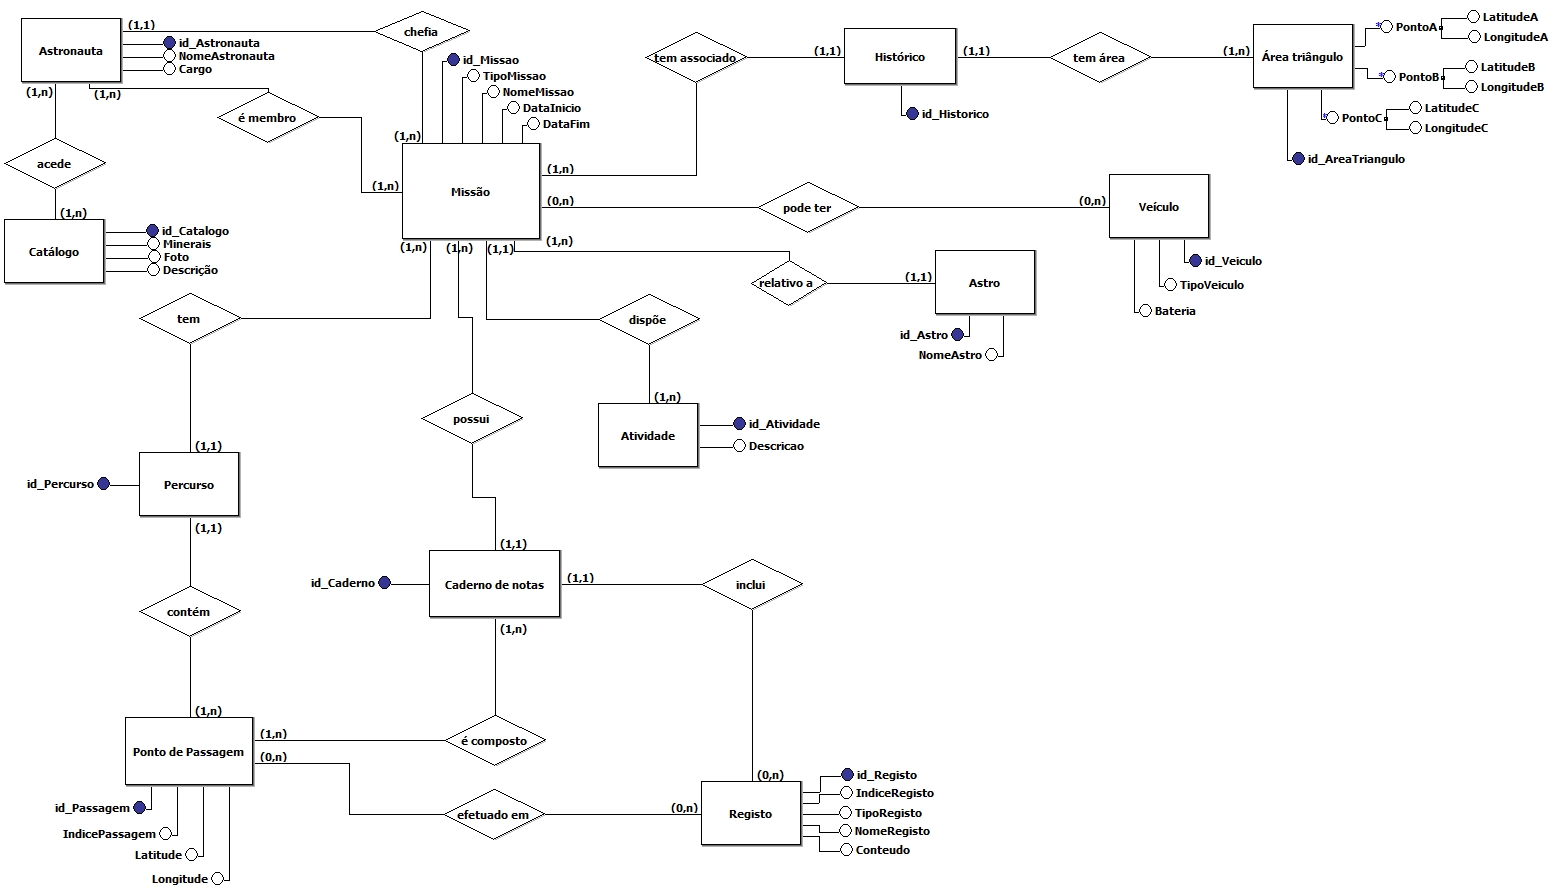 (1,1)
chefia
Astronauta
id_Astronauta
NomeAstronauta
Cargo
(1,n)
(1,n)
é membro
acede
(1,n)
Catálogo
id_Catalogo
Minerais
Foto
Descrição
id_Missao
TipoMissao
NomeMissao
DataInicio
DataFim
(1,n)
(1,n)
Missão
(1,n)
(0,n)
(1,n)
(1,n)
(1,n)
(1,1)
tem associado
(1,1)
Histórico
id_Historico
(1,1)
tem área
(1,n)
Área triângulo
*
PontoA
LatitudeA
LongitudeA
*
PontoB
LatitudeB
LongitudeB
*
PontoC
LatitudeC
LongitudeC
id_AreaTriangulo
pode ter
(0,n)
Veículo
id_Veiculo
TipoVeiculo
Bateria
relativo a
(1,1)
Astro
id_Astro
NomeAstro
tem
(1,1)
id_Percurso
Percurso
(1,1)
contém
(1,n)
possui
(1,1)
dispõe
(1,n)
Atividade
id_Atividade
Descricao
id_Caderno
Caderno de notas
(1,1)
inclui
(1,n)
é composto
(1,n)
Ponto de Passagem
(0,n)
id_Passagem
IndicePassagem
Latitude
Longitude
efetuado em
(0,n)
(0,n)
Registo
id_Registo
IndiceRegisto
TipoRegisto
NomeRegisto
Conteudo